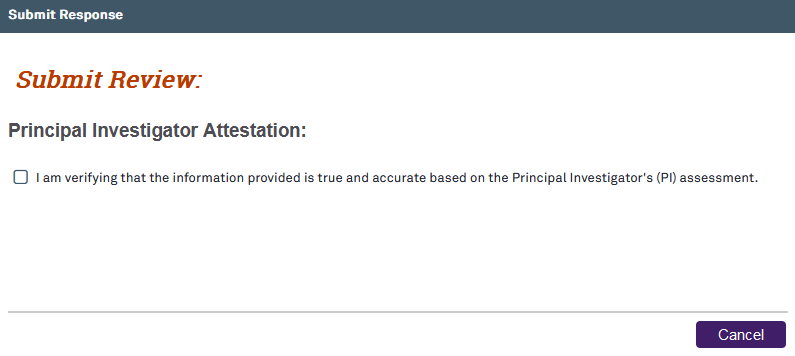 Submit Response
Submit Review:
Principal Investigator Attestation:
I am verifying that the information provided is true and accurate based on the Principal Investigator's (PI) assessment.
Cancel